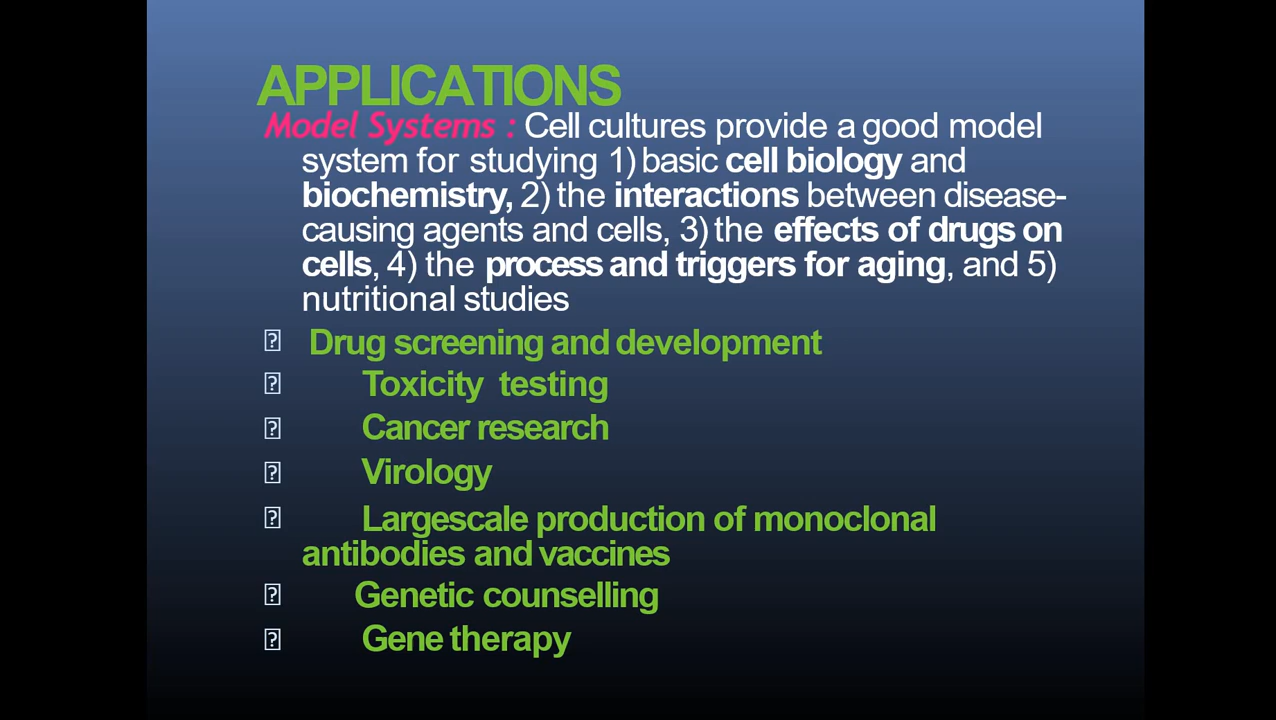 APPLICATIONS
Model Systems : Cell cultures provide a good model
system for studying 1) basic cell biology and
biochemistry, 2) the interactions between disease-
causing agents and cells, 3) the effects of drugs on
cells, 4) the process and triggers for aging, and 5)
nutritional studies
Drug screening and development
Toxicity testing
Cancer research
Virology
Largescale production of monoclonal
antibodies and vaccines
Genetic counselling
Gene therapy